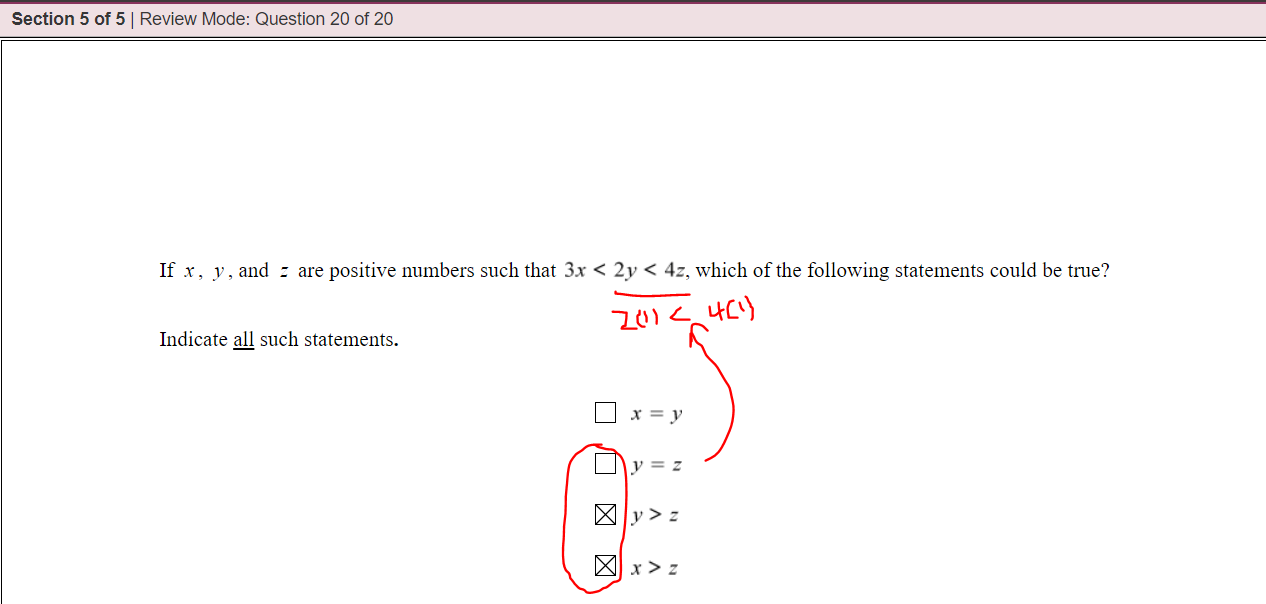 Section 5 of 5 | Review Mode: Question 20 of 20
If x, y, and z are positive numbers such that 3x < 2y < 4z, which of the following statements could be true?
2(1) < 4(1)
Indicate all such statements.
x = y
y = z
y > z
x > z